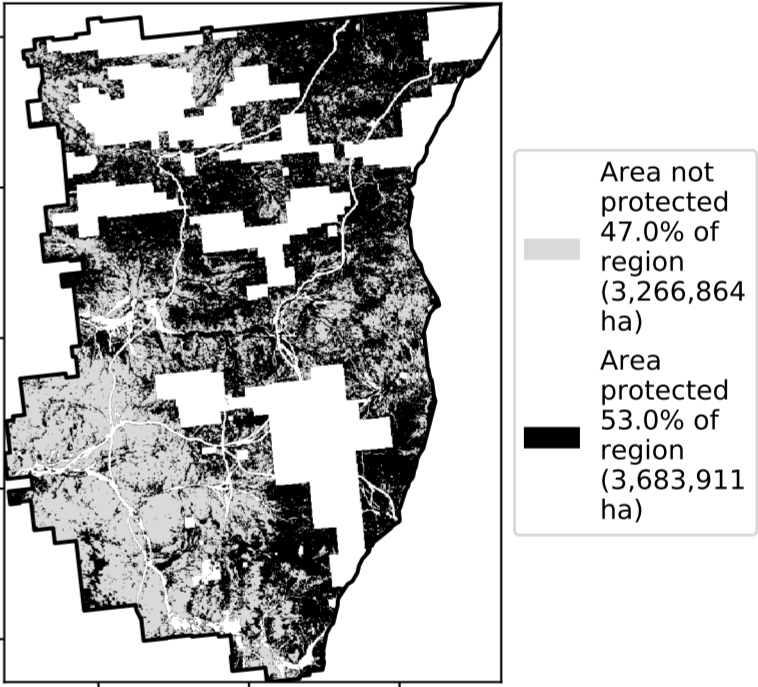 Area not
protected
47.0% of
region
(3,266,864
ha)
Area
protected
53.0% of
region
(3,683,911
ha)